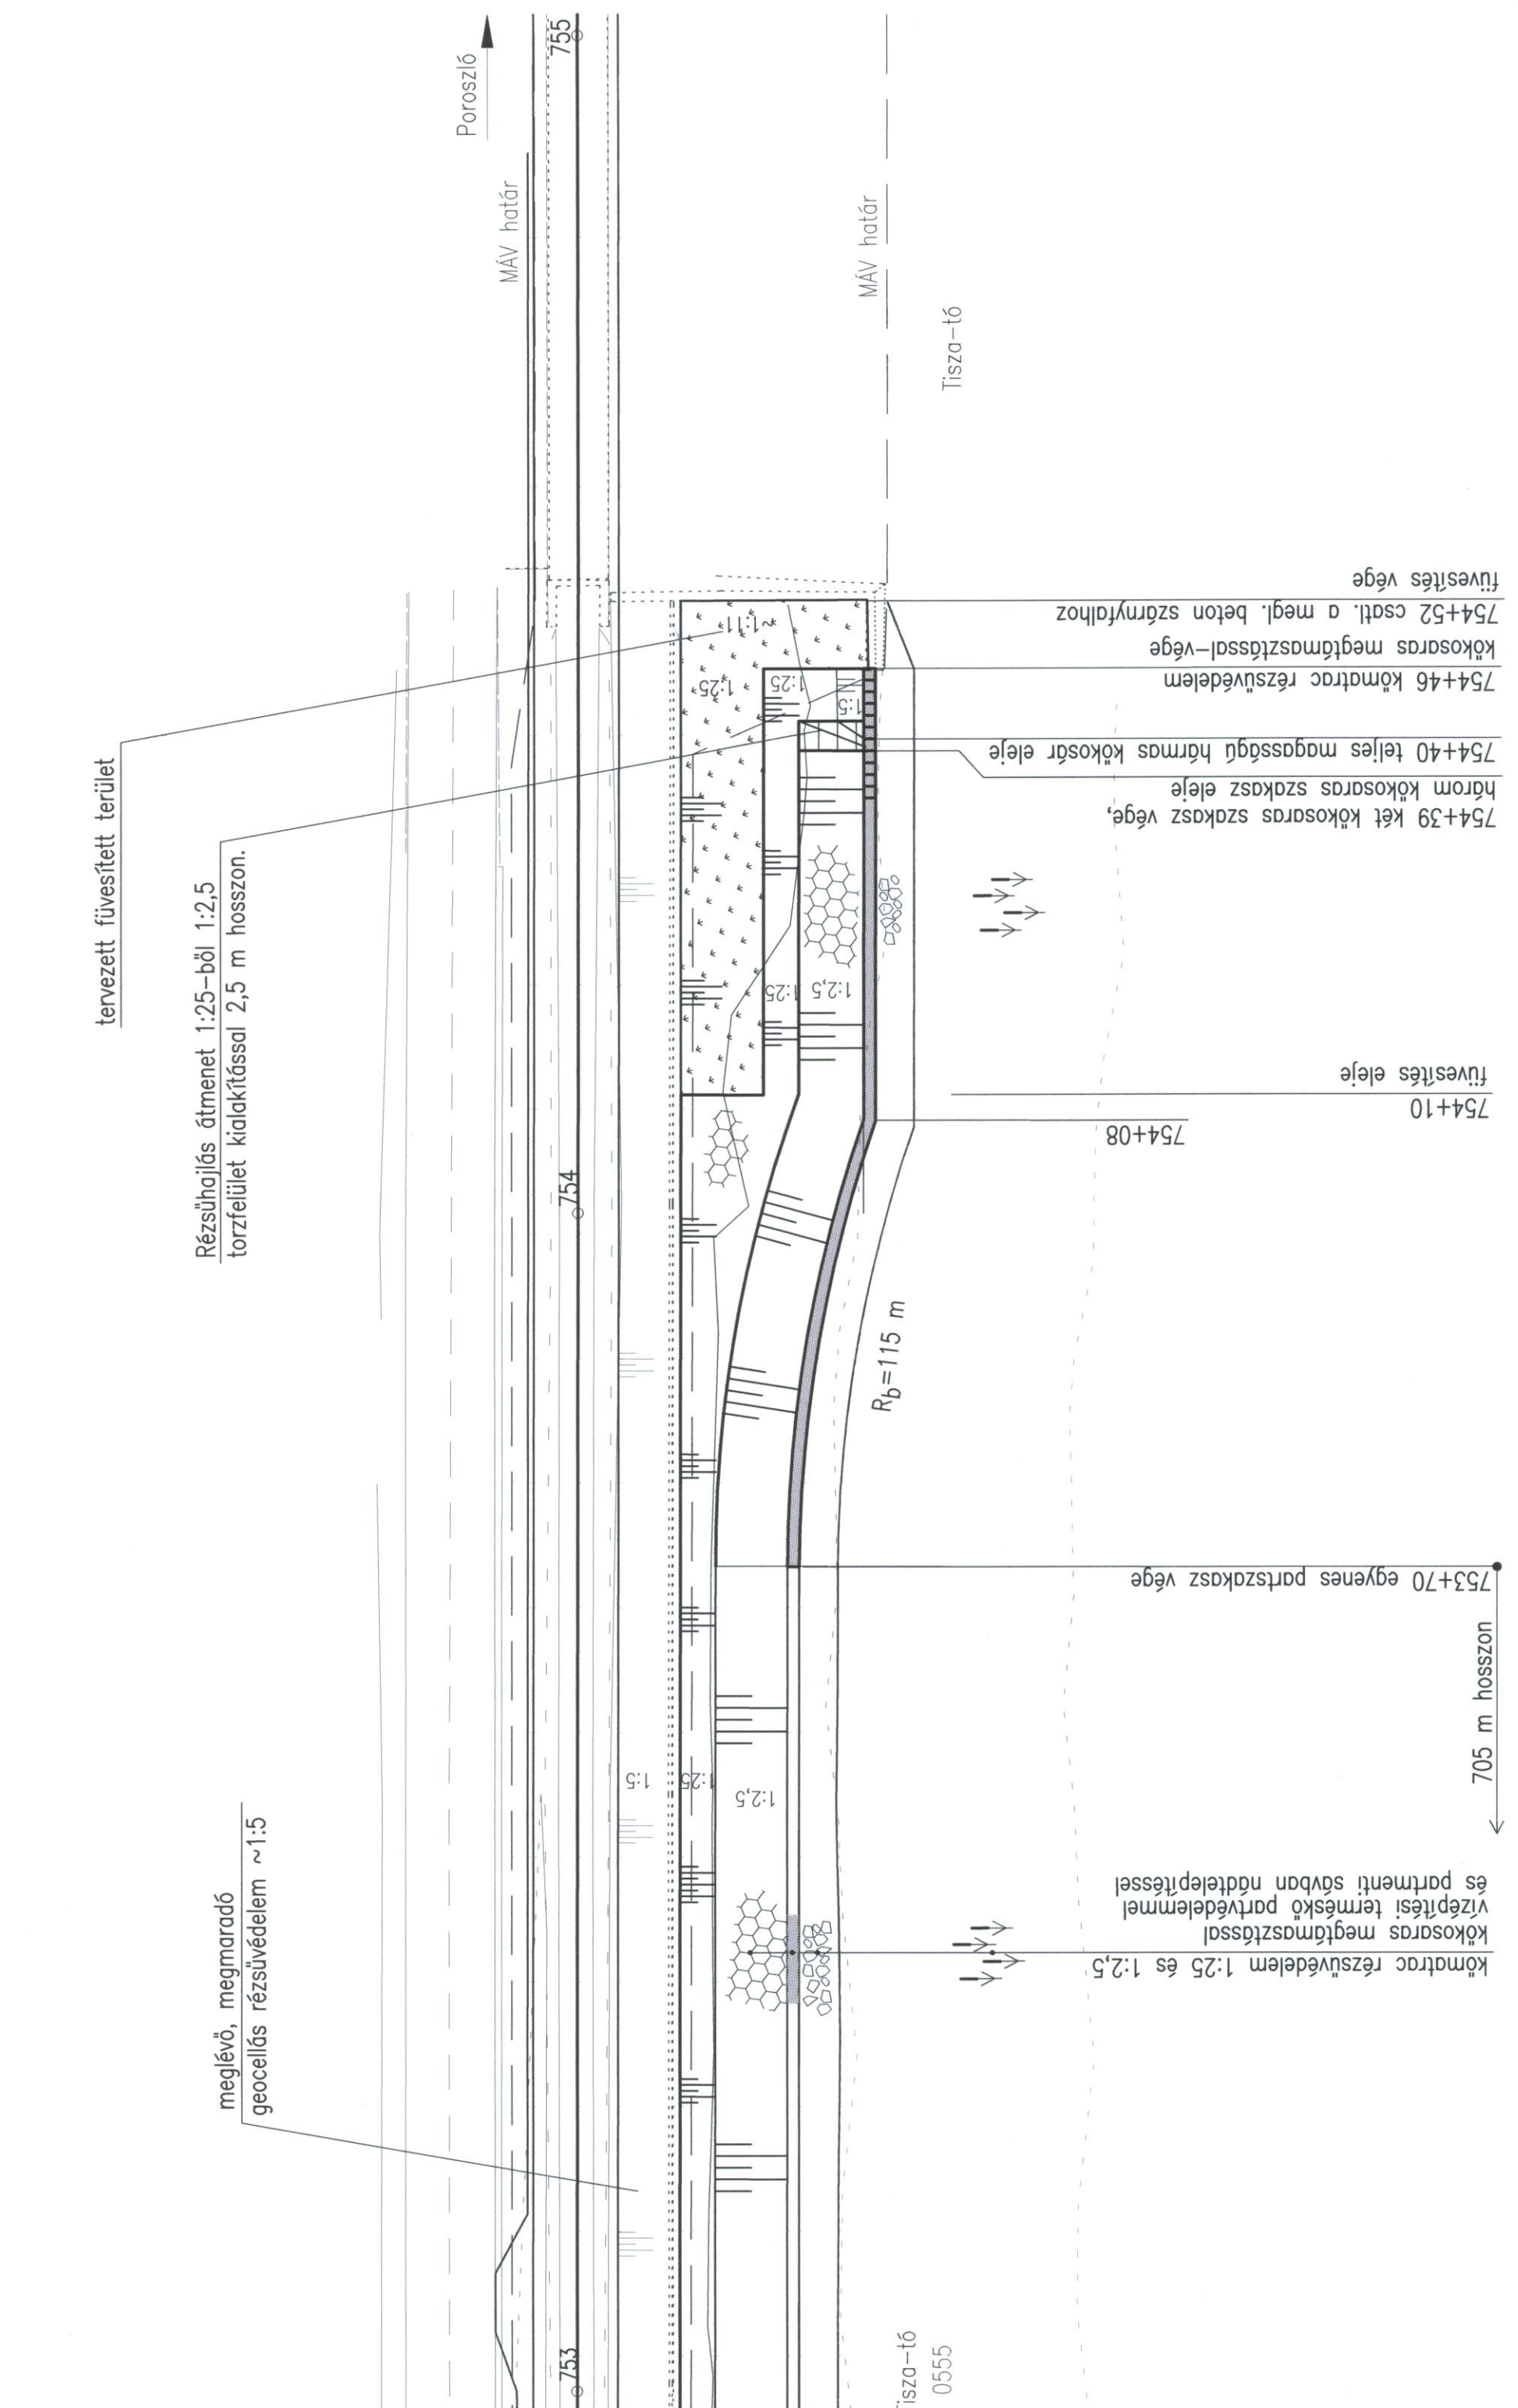 755
Poroszló
MÁV határ
MÁV határ
Tisza-tó
füvesítés vége
754+52 csatl. a megl. beton szárnyfalhoz
kőkosaras megtámasztással-vége
754+46 kőmatrac rézsűvédelem
754+40 teljes magasságú hármas kőkosár eleje
754+39 két kőkosaras szakasz vége,
három kőkosaras szakasz eleje
tervezett füvesített terület
Rézsűhajlás átmenet 1:25-ből 1:2,5
torzfelület kialakítással 2,5 m hosszon.
~1:11
1:25
1:25
1:5
1:25
1:2,5
füvesítés eleje
754+10
754+08
754
Rb=115 m
753+70 egyenes partszakasz vége
705 m hosszon
1:5
1:25
1:2,5
meglévő, megmaradó
geocellás rézsűvédelem ~1:5
kőmatrac rézsűvédelem 1:25 és 1:2,5
kőkosaras megtámasztással
vízépítési terméskő partvédelemmel
és partmenti sávban nádtelepítéssel
753
Tisza-tó
0555